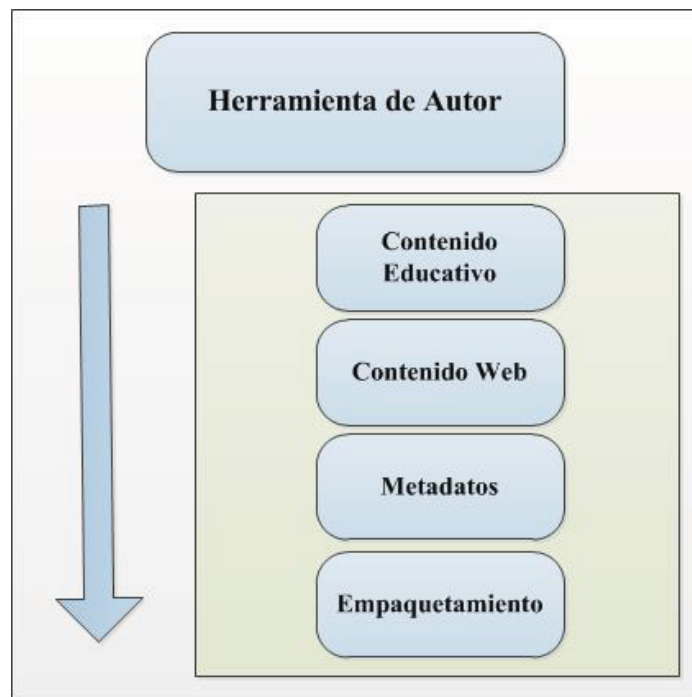 Herramienta de Autor
Contenido
Educativo
Contenido Web
Metadatos
Empaquetamiento